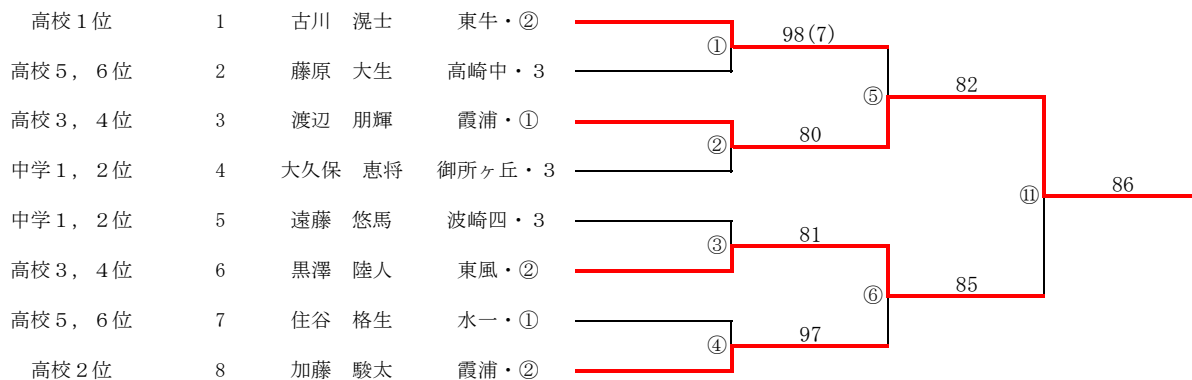 高校１位 1 古川 滉士 東牛・②
98(7)
①
高校５，６位 2 藤原 大生 高崎中・３
82
⑤
高校３，４位 3 渡辺 朋輝 霞浦・①
80
②
中学１，２位 4 大久保 恵将 御所ヶ丘・３
86
⑪
中学１，２位 5 遠藤 悠馬 波崎四・３
81
③
高校３，４位 6 黒澤 陸人 東風・②
85
⑥
高校５，６位 7 住谷 格生 水一・①
97
④
高校２位 8 加藤 駿太 霞浦・②